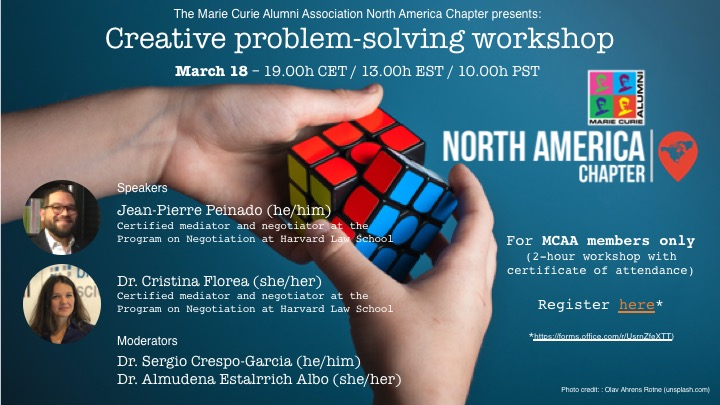 The Marie Curie Alumni Association North America Chapter presents:
Creative problem-solving workshop
March 18 – 19.00h CET / 13.00h EST / 10.00h PST
MARIE CURIE
ALUMNI
NORTH AMERICA
CHAPTER
Speakers
Jean-Pierre Peinado (he/him)
Certified mediator and negotiator at the
Program on Negotiation at Harvard Law School
Dr. Cristina Florea (she/her)
Certified mediator and negotiator at the
Program on Negotiation at Harvard Law School
Moderators
Dr. Sergio Crespo-Garcia (he/him)
Dr. Almudena Estalrrich Albo (she/her)
For MCAA members only
(2-hour workshop with
certificate of attendance)
Register here*
*https://forms.office.com/r/UsrnZfeXTT)
Photo credit: : Olav Ahrens Rotne (unsplash.com)